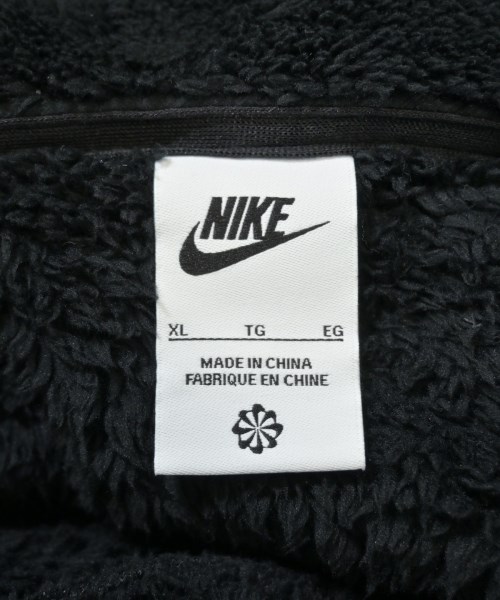 NIKE
XL TG EG
MADE IN CHINA
FABRIQUE EN CHINE